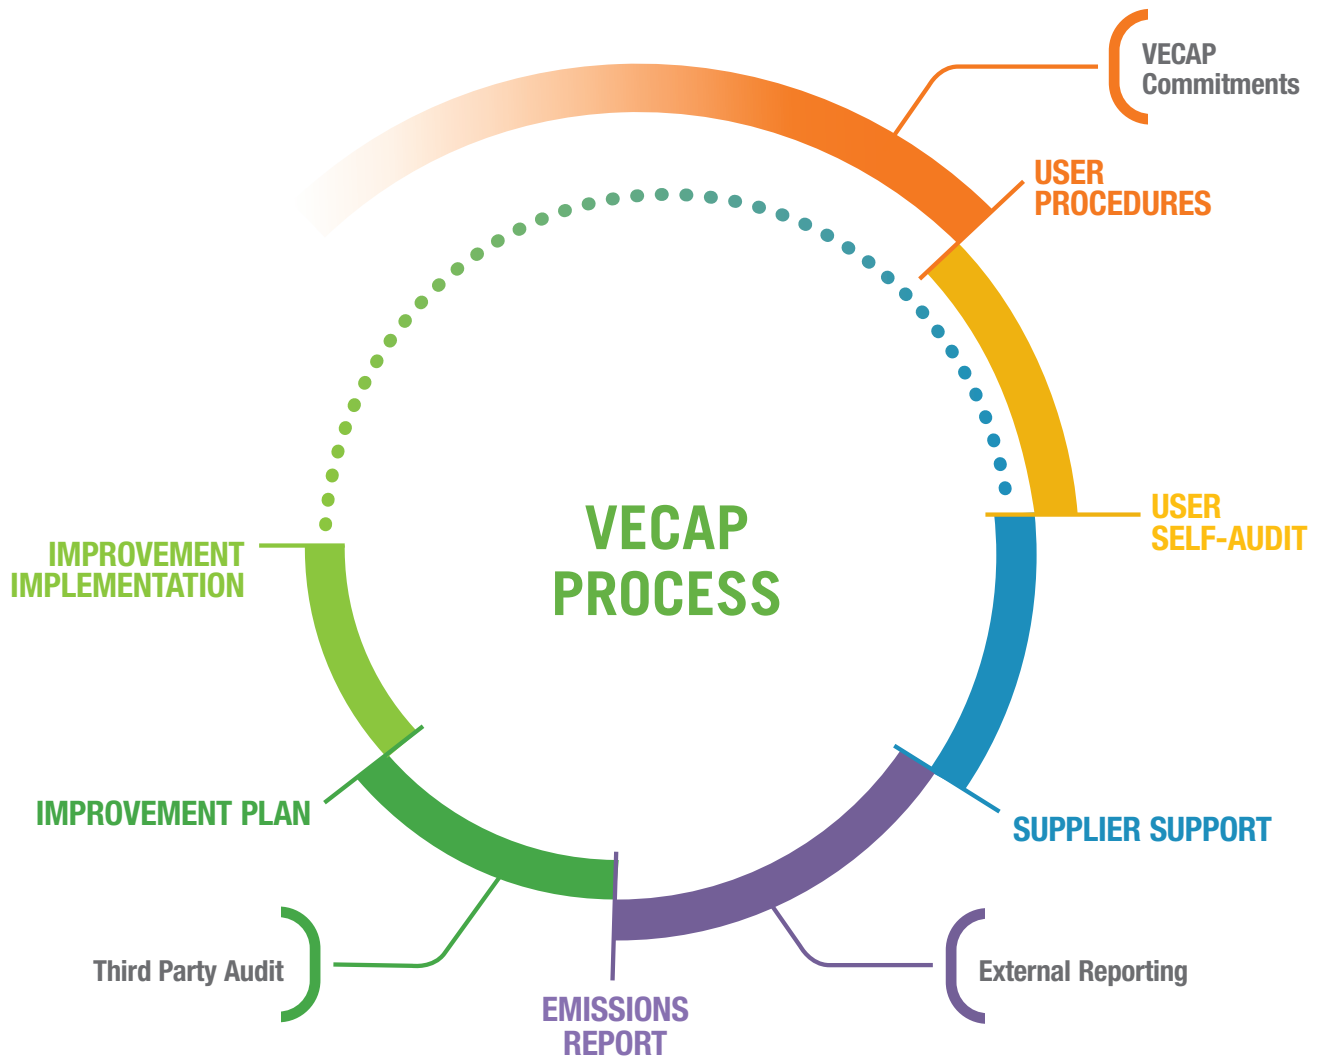 VECAP
Commitments
USER
PROCEDURES
USER
SELF-AUDIT
VECAP
PROCESS
IMPROVEMENT
IMPLEMENTATION
IMPROVEMENT PLAN
SUPPLIER SUPPORT
Third Party Audit
External Reporting
EMISSIONS
REPORT